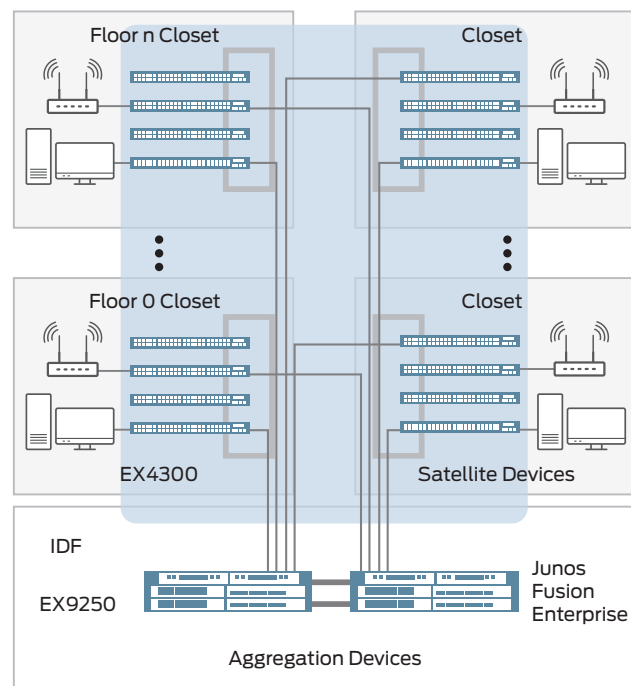 Floor n Closet
Closet
Floor 0 Closet
Closet
EX4300
Satellite Devices
IDF
EX9250
Junos
Fusion
Enterprise
Aggregation Devices